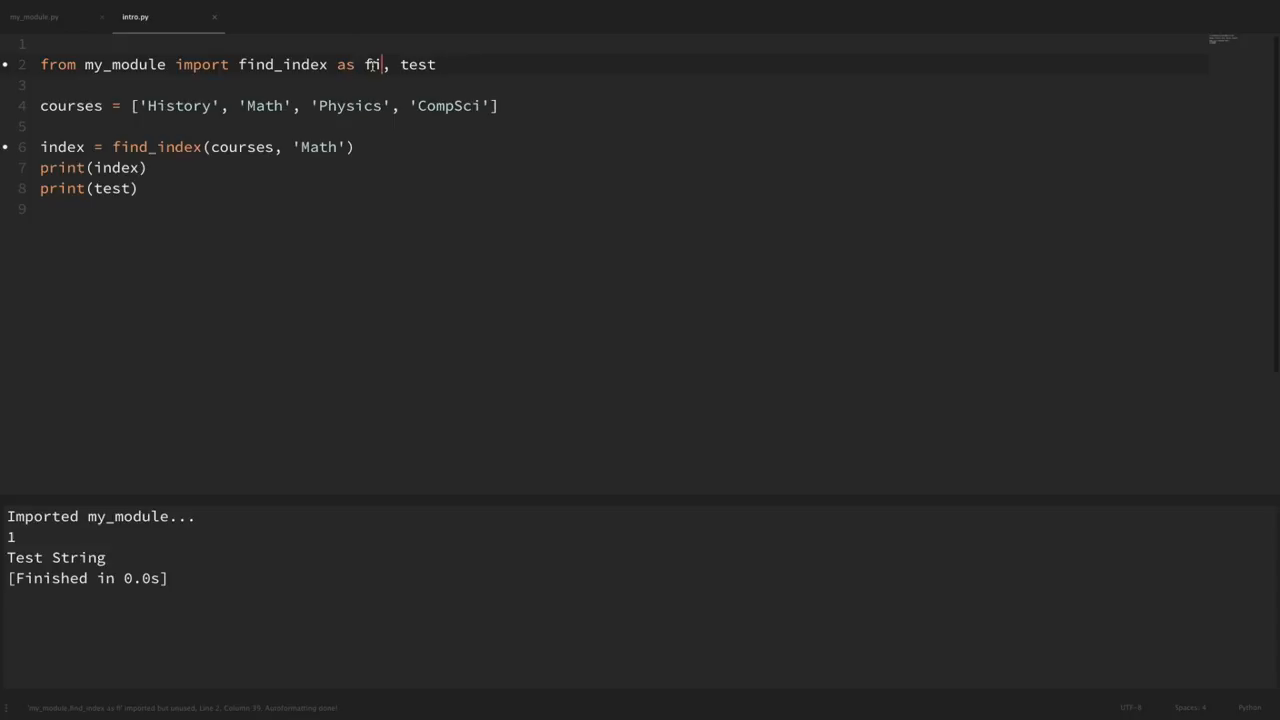 my_module.py
intro.py
1
2 from my_module import find_index as fi, test
3
4 courses = ['History', 'Math', 'Physics', 'CompSci']
5
6 index = find_index(courses, 'Math')
7 print(index)
8 print(test)
9
Imported my_module...
1
Test String
[Finished in 0.0s]
'my_module.find_index as f' imported but unused, Line 2, Column 39, Autoformatting done!
UTF-8
Spaces: 4
Python